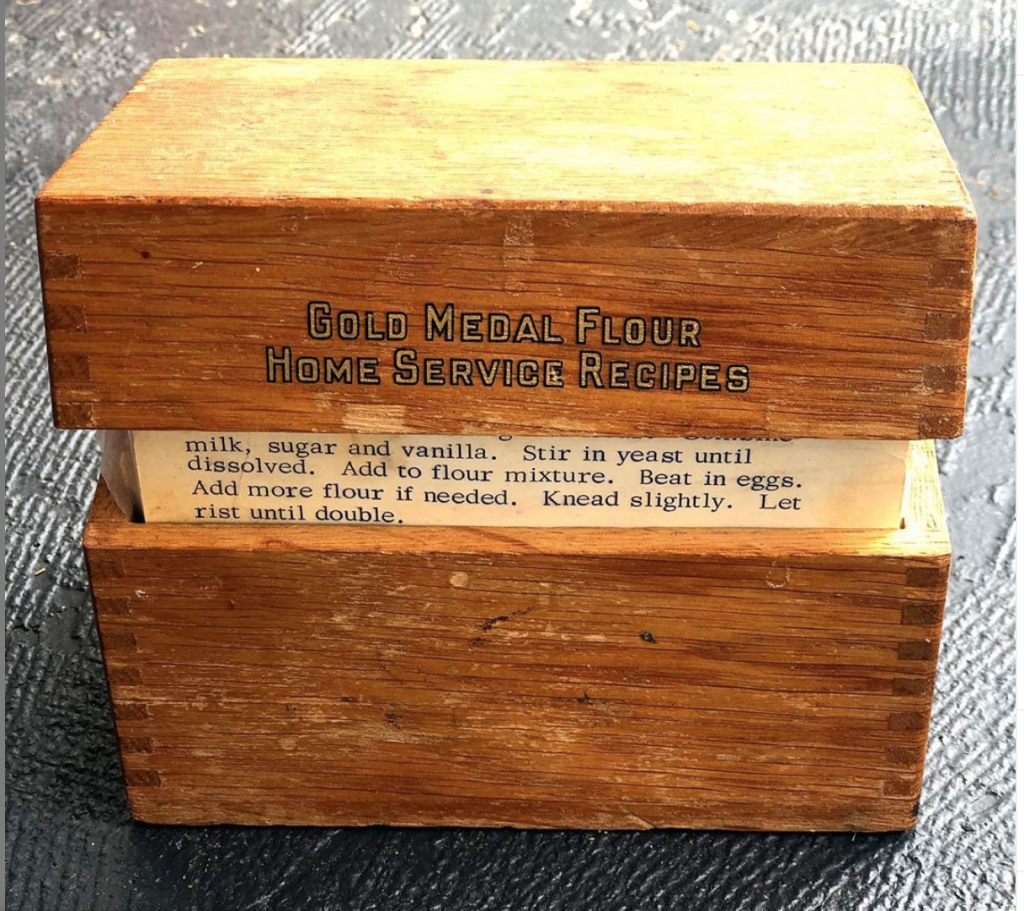 GOLD MEDAL FLOUR
HOME SERVICE RECIPES
Combine
milk, sugar and vanilla. Stir in yeast until
dissolved. Add to flour mixture. Beat in eggs.
Add more flour if needed. Knead slightly. Let
rist until double.